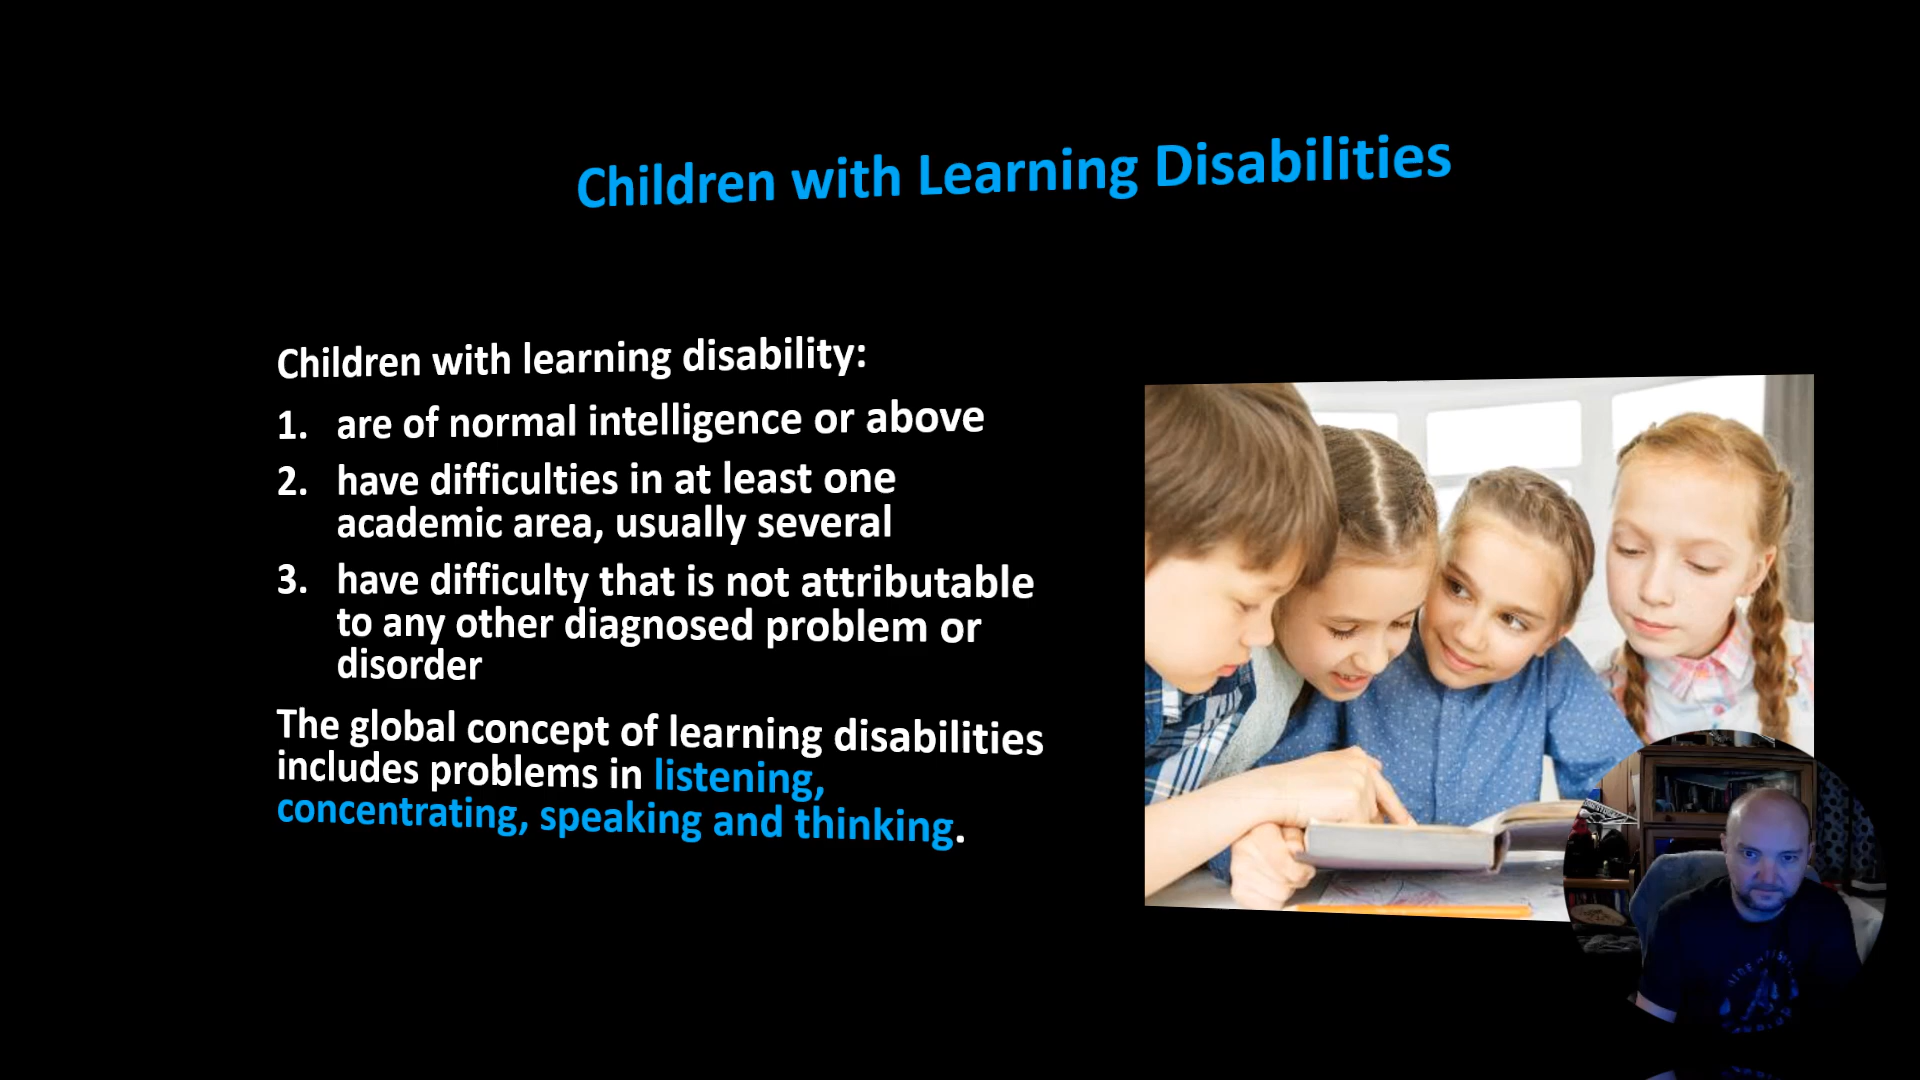 Children with Learning Disabilities
Children with learning disability:
1. are of normal intelligence or above
2. have difficulties in at least one
academic area, usually several
3. have difficulty that is not attributable
to any other diagnosed problem or
disorder
The global concept of learning disabilities
includes problems in listening,
concentrating, speaking and thinking.